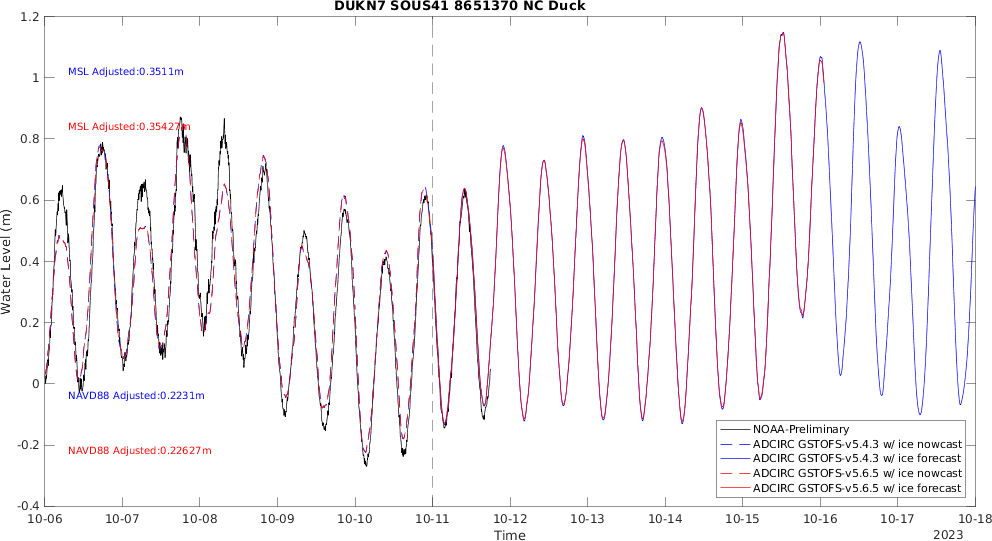 DUKN7 SOUS41 8651370 NC Duck
1.2
1
0.8
0.6
0.4
0.2
0
-0.2
-0.4
Water Level (m)
MSL Adjusted:0.3511m
MSL Adjusted:0.35427m
NAVD88 Adjusted:0.2231m
NAVD88 Adjusted:0.22627m
NOAA-Preliminary
ADCIRC GSTOFS-v5.4.3 w/ ice nowcast
ADCIRC GSTOFS-v5.4.3 w/ ice forecast
ADCIRC GSTOFS-v5.6.5 w/ ice nowcast
ADCIRC GSTOFS-v5.6.5 w/ ice forecast
10-06 10-07 10-08 10-09 10-10 10-11 10-12 10-13 10-14 10-15 10-16 10-17 10-18
Time
2023